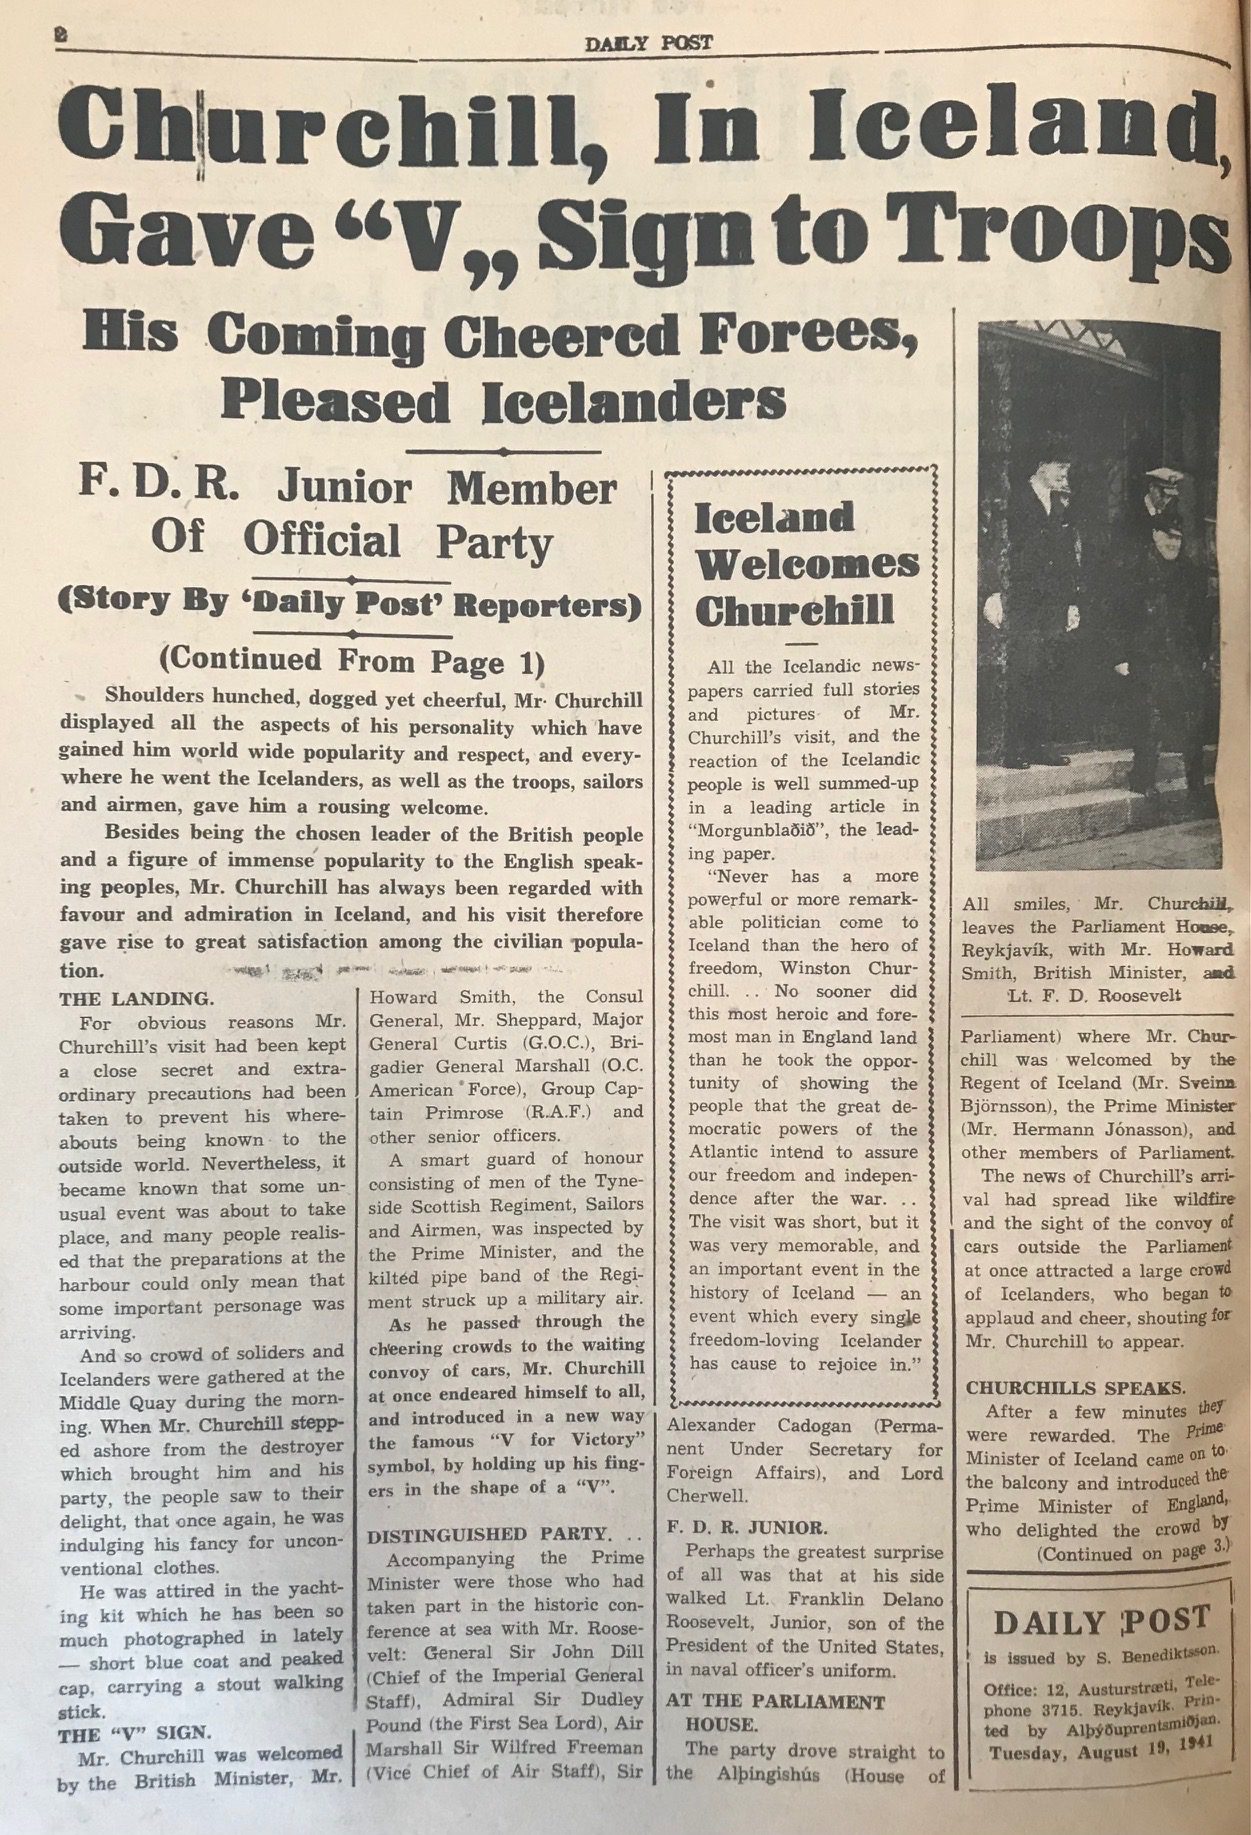 2
DAILY POST
Churchill, In Iceland,
Gave “V„ Sign to Troops
His Coming Cheercd Forees,
Pleased Icelanders
F. D. R. Junior Member
Of Official Party
(Story By ‘Daily Post’ Reporters)
(Continued From Page 1)
Shoulders hunched, dogged yet cheerful, Mr· Churchill
displayed all the aspects of his personality which have
gained him world wide popularity and respect, and every-
where he went the Icelanders, as well as the troops, sailors
and airmen, gave him a rousing welcome.
Besides being the chosen leader of the British people
and a figure of immense popularity to the English speak-
ing peoples, Mr. Churchill has always been regarded with
favour and admiration in Iceland, and his visit therefore
gave rise to great satisfaction among the civilian popula-
tion.
THE LANDING.
For obvious reasons Mr.
Churchill’s visit had been kept
a close secret and extra-
ordinary precautions had been
taken to prevent his where-
abouts being known to the
outside world. Nevertheless, it
became known that some un-
usual event was about to take
place, and many people realis-
ed that the preparations at the
harbour could only mean that
some important personage was
arriving.
And so crowd of soliders and
Icelanders were gathered at the
Middle Quay during the morn-
ing. When Mr. Churchill stepp-
ed ashore from the destroyer
which brought him and his
party, the people saw to their
delight, that once again, he was
indulging his fancy for uncon-
ventional clothes.
He was attired in the yacht-
ing kit which he has been so
much photographed in lately
— short blue coat and peaked
cap, carrying a stout walking
stick.
THE “V” SIGN.
Mr. Churchill was welcomed
by the British Minister, Mr.
Howard Smith, the Consul
General, Mr. Sheppard, Major
General Curtis (G.O.C.), Bri-
gadier General Marshall (O.C.
American Force), Group Cap-
tain Primrose (R.A.F.) and
other senior officers.
A smart guard of honour
consisting of men of the Tyne-
side Scottish Regiment, Sailors
and Airmen, was inspected by
the Prime Minister, and the
kilted pipe band of the Regi-
ment struck up a military air.
As he passed through the
cheering crowds to the waiting
convoy of cars, Mr. Churchill
at once endeared himself to all,
and introduced in a new way
the famous “V for Victory”
symbol, by holding up his fing-
ers in the shape of a “V”.
DISTINGUISHED PARTY. ..
Accompanying the Prime
Minister were those who had
taken part in the historic con-
ference at sea with Mr. Roose-
velt: General Sir John Dill
(Chief of the Imperial General
Staff), Admiral Sir Dudley
Pound (the First Sea Lord), Air
Marshall Sir Wilfred Freeman
(Vice Chief of Air Staff), Sir
Iceland
Welcomes
Churchill
All the Icelandic news-
papers carried full stories
and pictures of Mr.
Churchill’s visit, and the
reaction of the Icelandic
people is well summed-up
in a leading article in
“Morgunblaðið”, the lead-
ing paper.
“Never has a more
powerful or more remark-
able politician come to
Iceland than the hero of
freedom, Winston Chur-
chill. .. No sooner did
this most heroic and fore-
most man in England land
than he took the oppor-
tunity of showing the
people that the great de-
mocratic powers of the
Atlantic intend to assure
our freedom and indepen-
dence after the war. ..
The visit was short, but it
was very memorable, and
an important event in the
history of Iceland — an
event which every single
freedom-loving Icelander
has cause to rejoice in.”
Alexander Cadogan (Perma-
nent Under Secretary for
Foreign Affairs), and Lord
Cherwell.
F. D. R. JUNIOR.
Perhaps the greatest surprise
of all was that at his side
walked Lt. Franklin Delano
Roosevelt, Junior, son of the
President of the United States,
in naval officer’s uniform.
AT THE PARLIAMENT
HOUSE.
The party drove straight to
the Alþingishús (House of
All smiles, Mr. Churchill,
leaves the Parliament House,
Reykjavík, with Mr. Howard
Smith, British Minister, and
Lt. F. D. Roosevelt
Parliament) where Mr. Chur-
chill was welcomed by the
Regent of Iceland (Mr. Sveinn
Björnsson), the Prime Minister
(Mr. Hermann Jónasson), and
other members of Parliament.
The news of Churchill’s arri-
val had spread like wildfire
and the sight of the convoy of
cars outside the Parliament
at once attracted a large crowd
of Icelanders, who began to
applaud and cheer, shouting for
Mr. Churchill to appear.
CHURCHILLS SPEAKS.
After a few minutes they
were rewarded. The Prime
Minister of Iceland came on to
the balcony and introduced the
Prime Minister of England,
who delighted the crowd by
(Continued on page 3.)
DAILY POST
is issued by S. Benediktsson.
Office: 12, Austurstræti, Tele-
phone 3715. Reykjavík. Prin-
ted by Alþýðuprentsmiðjan.
Tuesday, August 19, 1941